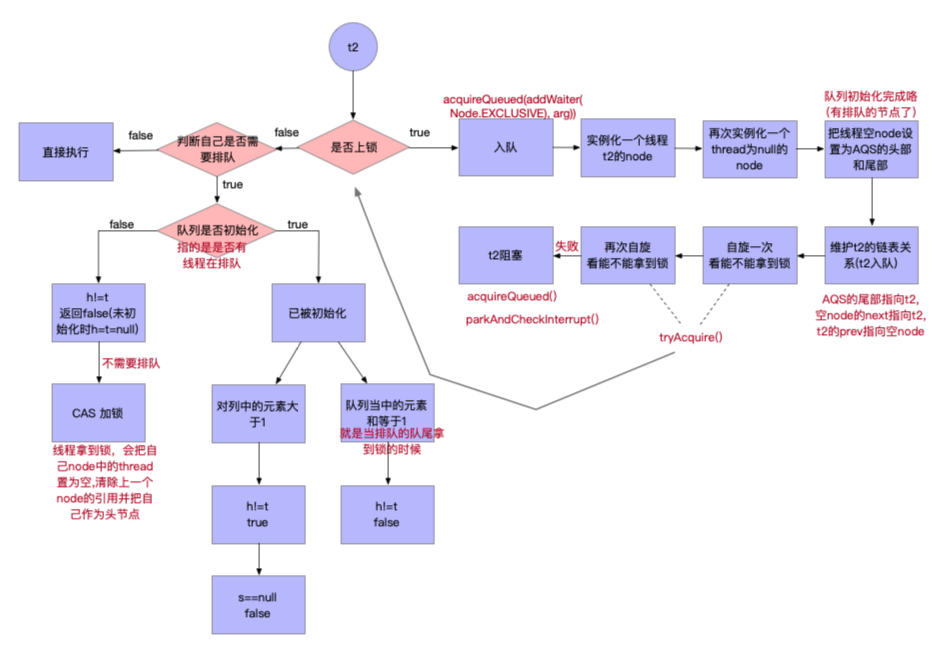 t2
acquireQueued(addWaiter(
Node.EXCLUSIVE), arg))
队列初始化完成咯
(有排队的节点了)
false
判断自己是否需
要排队
false
是否上锁
true
直接执行
入队
实例化一个线程
t2的node
再次实例化一个
thread为null的
node
把线程空node设
置为AQS的头部
和尾部
true
false
队列是否初始化
true
指的是是否有
线程在排队
t2阻塞
失败
再次自旋
看能不能拿到锁
自旋一次
看能不能拿到锁
维护t2的链表关
系(t2入队)
acquireQueued()
parkAndCheckInterrupt()
AQS的尾部指向t2,
空node的next指向t2,
t2的prev指向空node
tryAcquire()
h!=t
返回false(未初
始化时h=t=null)
已被初始化
不需要排队
CAS 加锁
对列中的元素大
于1
队列当中的元素
和等于1
就是当排队的队尾拿
到锁的时候
线程拿到锁，会把自
己node中的thread
置为空,清除上一个
node的引用并把自
己作为头节点
h!=t
true
h!=t
false
s==null
false